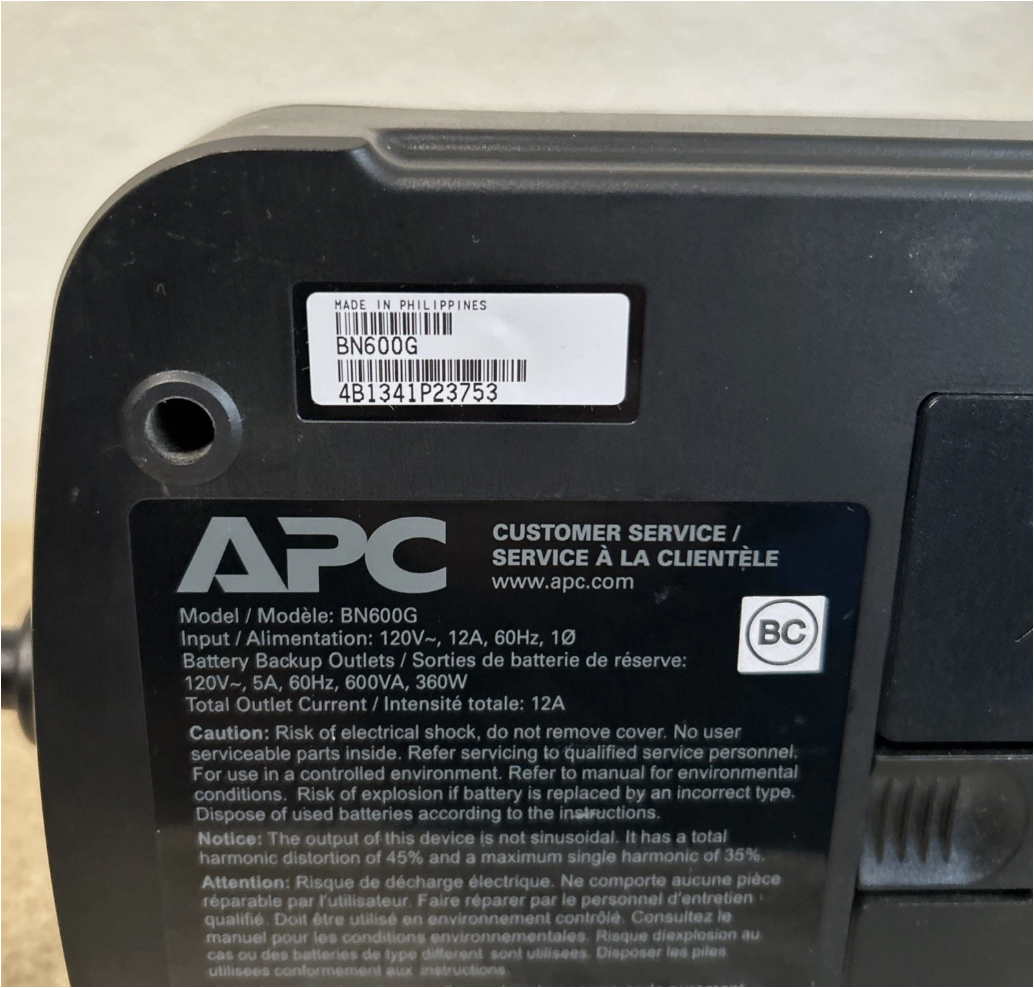 MADE IN PHILIPPINES
BN600G
4B1341P23753
APC
CUSTOMER SERVICE /
SERVICE À LA CLIENTÈLE
www.apc.com
Model / Modèle: BN600G
Input / Alimentation: 120V~, 12A, 60Hz, 1Ø
Battery Backup Outlets / Sorties de batterie de réserve:
120V~, 5A, 60Hz, 600VA, 360W
Total Outlet Current / Intensité totale: 12A
BC
Caution: Risk of electrical shock, do not remove cover. No user
serviceable parts inside. Refer servicing to qualified service personnel.
For use in a controlled environment. Refer to manual for environmental
conditions. Risk of explosion if battery is replaced by an incorrect type.
Dispose of used batteries according to the instructions.
Notice: The output of this device is not sinusoidal. It has a total
harmonic distortion of 45% and a maximum single harmonic of 35%.
Attention: Risque de décharge électrique. Ne comporte aucune pièce
réparable par l'utilisateur. Faire réparer par le personnel d'entretien
qualifié. Doit être utilisé en environnement contrôlé. Consultez le
manuel pour les conditions environnementales. Risque d'explosion au
cas ou des batteries de type different sont utilisees. Disposer les piles
utilisees conformement aux instructions.